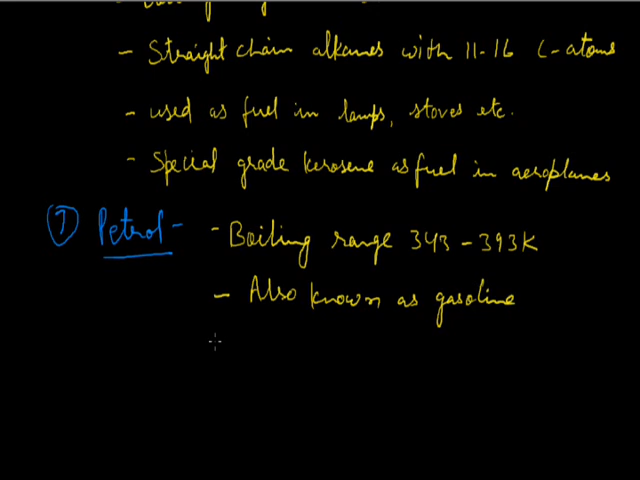 - Straight chain alkanes with 11-16 C-atoms
- used as fuel in lamps, stoves etc.
- Special grade kerosene as fuel in aeroplanes
7 Petrol - - Boiling range 343 - 393K
- Also known as gasoline